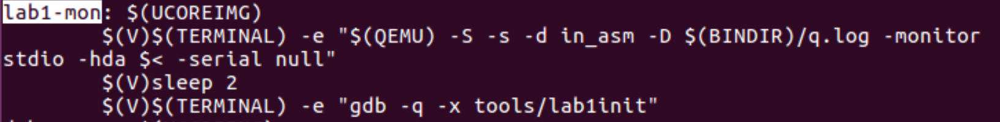 lab1-mon: $(UCOREIMG)
$(V)$(TERMINAL) -e "$(QEMU) -S -s -d in_asm -D $(BINDIR)/q.log -monitor
stdio -hda $< -serial null"
$(V)sleep 2
$(V)$(TERMINAL) -e "gdb -q -x tools/lab1init"